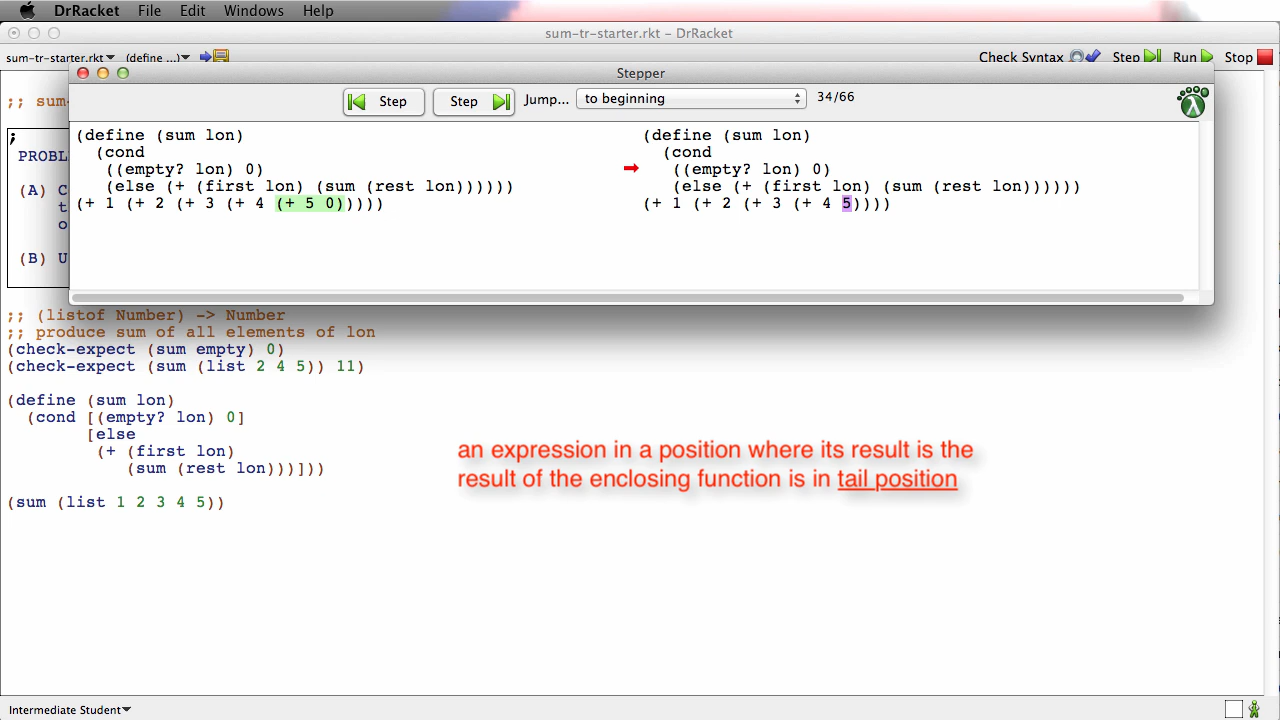 DrRacket File Edit Windows Help
sum-tr-starter.rkt – DrRacket
sum-tr-starter.rkt (define ...) Check Syntax Step Run Stop
Stepper
Step Step Jump... to beginning 34/66
(define (sum lon)
(cond
((empty? lon) 0)
(else (+ (first lon) (sum (rest lon))))))
(+ 1 (+ 2 (+ 3 (+ 4 (+ 5 0)))))
(define (sum lon)
(cond
((empty? lon) 0)
(else (+ (first lon) (sum (rest lon))))))
(+ 1 (+ 2 (+ 3 (+ 4 5))))
;; sum-
;
PROBL
(A) C
t
o
(B) U
;; (listof Number) -> Number
;; produce sum of all elements of lon
(check-expect (sum empty) 0)
(check-expect (sum (list 2 4 5)) 11)
(define (sum lon)
(cond [(empty? lon) 0]
[else
(+ (first lon)
(sum (rest lon)))]))
(sum (list 1 2 3 4 5))
an expression in a position where its result is the
result of the enclosing function is in tail position
Intermediate Student